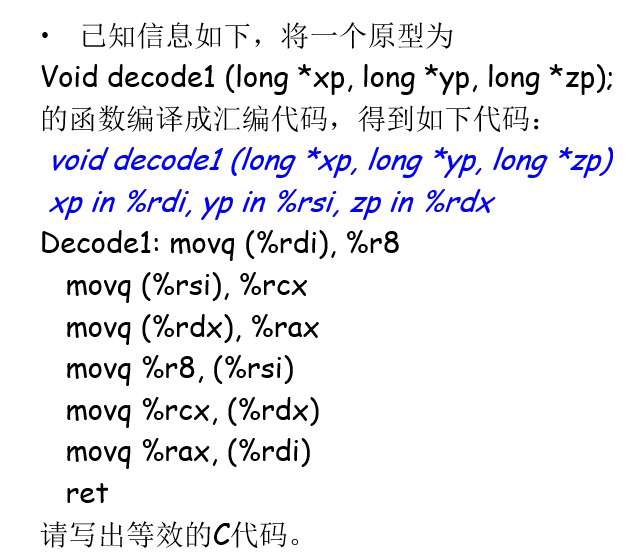 • 已知信息如下，将一个原型为
Void decode1 (long *xp, long *yp, long *zp);
的函数编译成汇编代码，得到如下代码：
void decode1 (long *xp, long *yp, long *zp)
xp in %rdi, yp in %rsi, zp in %rdx
Decode1: movq (%rdi), %r8
movq (%rsi), %rcx
movq (%rdx), %rax
movq %r8, (%rsi)
movq %rcx, (%rdx)
movq %rax, (%rdi)
ret
请写出等效的C代码。